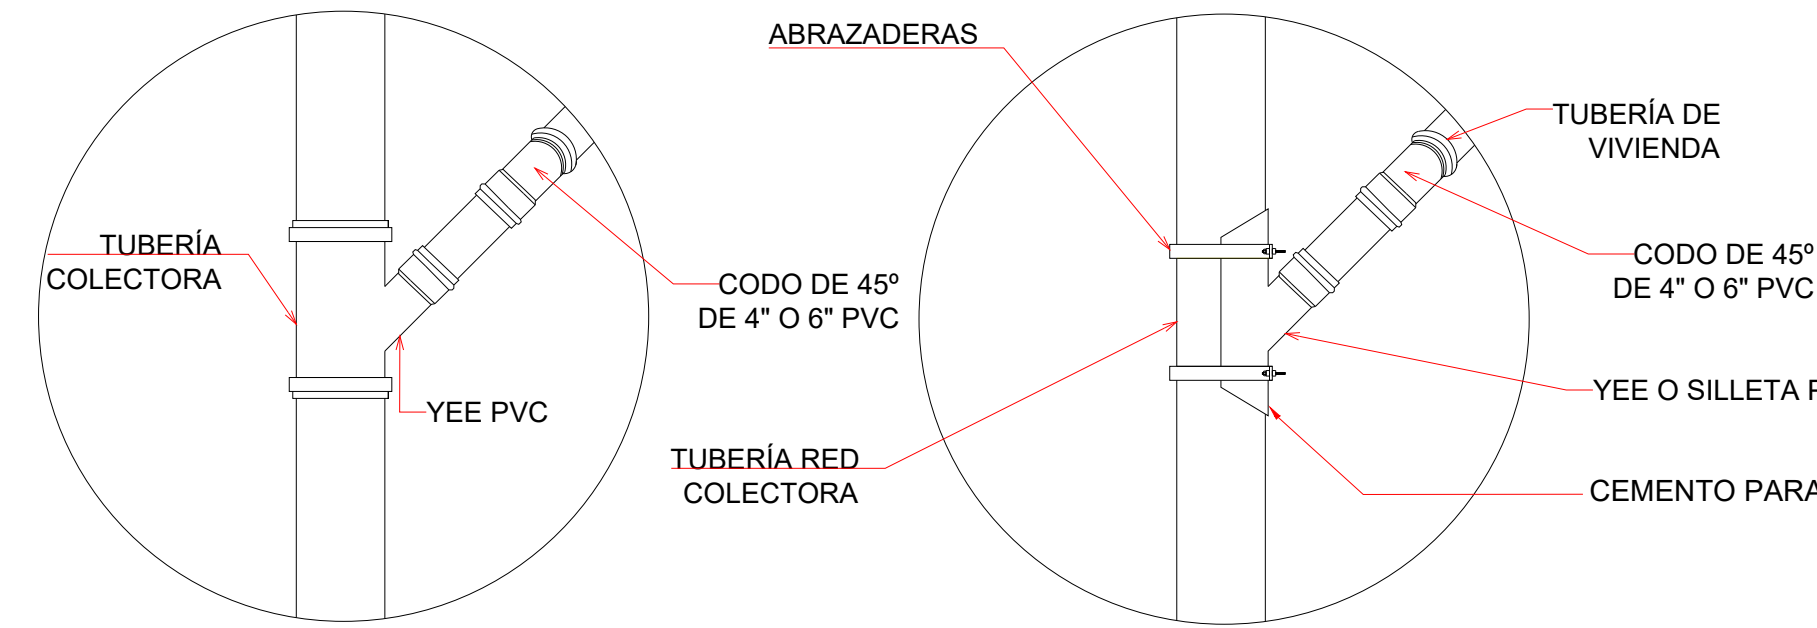 TUBERÍA
COLECTORA
CODO DE 45º
DE 4" O 6" PVC
YEE PVC
ABRAZADERAS
TUBERÍA DE
VIVIENDA
CODO DE 45º
DE 4" O 6" PVC
YEE O SILLETA
TUBERÍA RED
COLECTORA
CEMENTO PARA